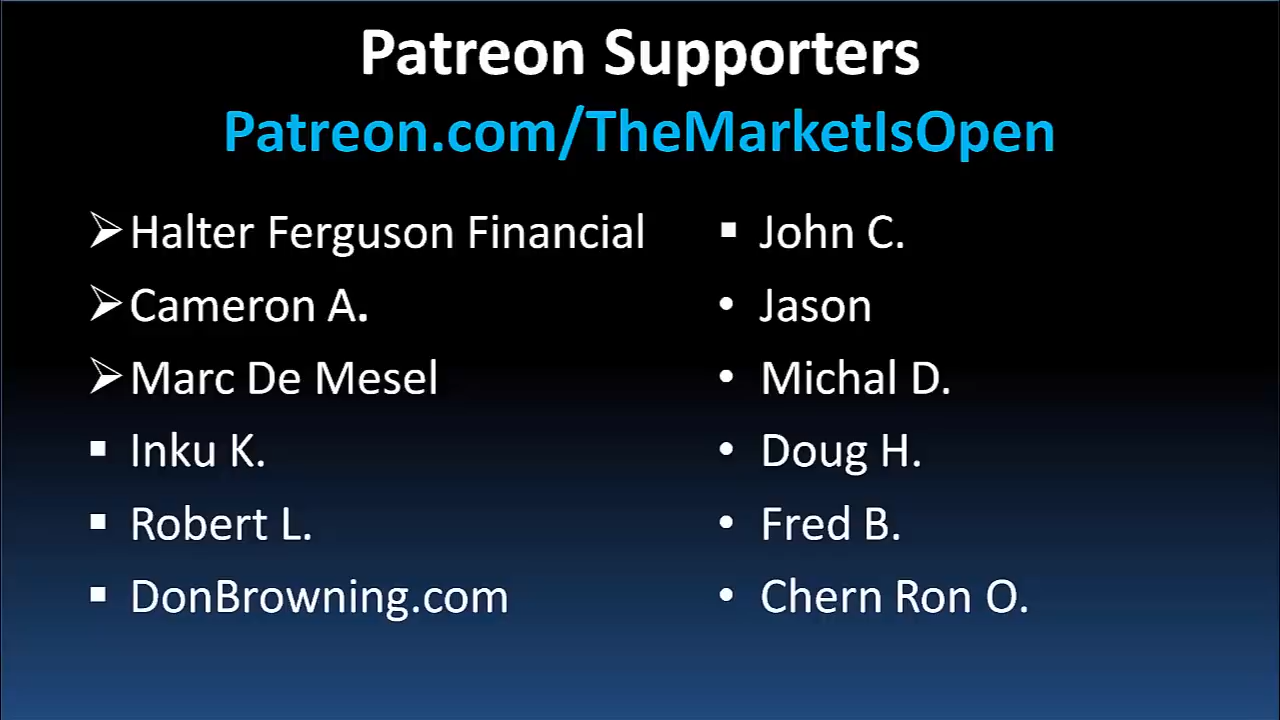 Patreon Supporters
Patreon.com/TheMarketIsOpen
➢Halter Ferguson Financial
➢Cameron A.
➢Marc De Mesel
▪ Inku K.
▪ Robert L.
▪ DonBrowning.com
▪ John C.
• Jason
• Michal D.
• Doug H.
• Fred B.
• Chern Ron O.